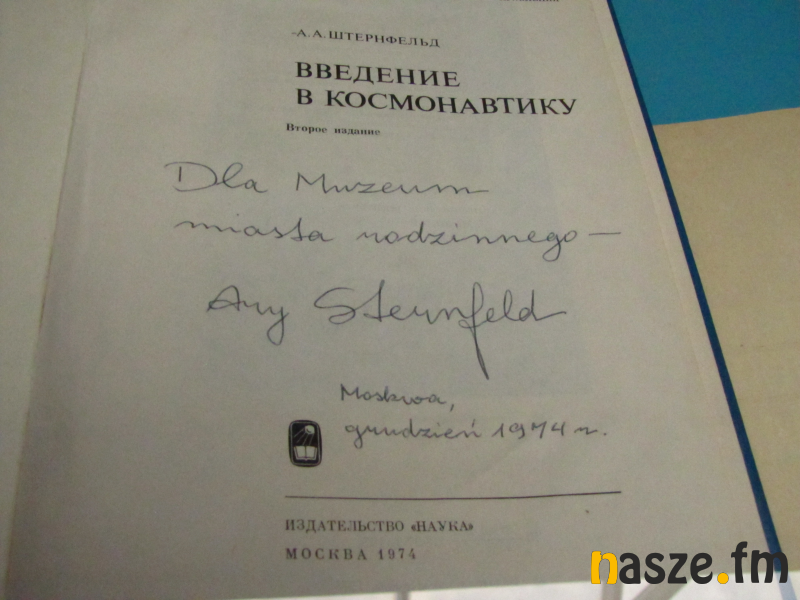 А. А. ШТЕРНФЕЛЬД
ВВЕДЕНИЕ
В КОСМОНАВТИКУ
Второе издание
Dla Muzeum
miasta rodzinnego —
Ary Sternfeld
Moskwa,
grudzień 1974 r.
ИЗДАТЕЛЬСТВО «НАУКА»
МОСКВА 1974
nasze.fm